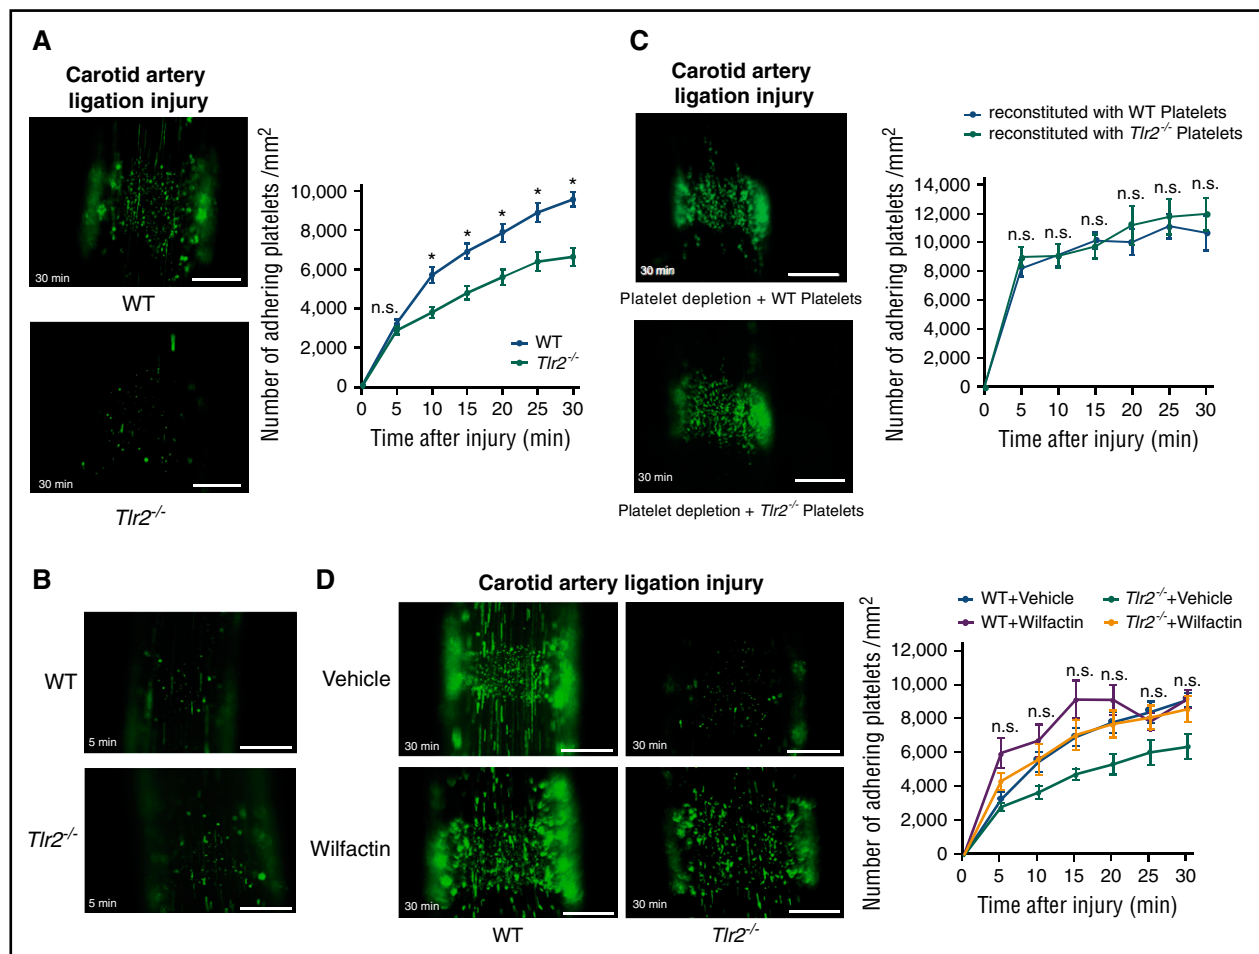 A
Carotid artery
ligation injury
30 min
WT
30 min
Tlr2-/-
Number of adhering platelets /mm2
10,000
8,000
6,000
4,000
2,000
0
n.s.
*
*
*
*
*
WT
Tlr2-/-
0 5 10 15 20 25 30
Time after injury (min)
C
Carotid artery
ligation injury
30 min
Platelet depletion + WT Platelets
30 min
Platelet depletion + Tlr2-/- Platelets
reconstituted with WT Platelets
reconstituted with Tlr2-/- Platelets
Number of adhering platelets /mm2
14,000
12,000
10,000
8,000
6,000
4,000
2,000
0
n.s. n.s. n.s. n.s. n.s. n.s.
0 5 10 15 20 25 30
Time after injury (min)
B
WT
5 min
Tlr2-/-
5 min
D
Carotid artery ligation injury
Vehicle
30 min
30 min
Wilfactin
30 min
30 min
WT
Tlr2-/-
WT+Vehicle
Tlr2-/-+Vehicle
WT+Wilfactin
Tlr2-/-+Wilfactin
Number of adhering platelets /mm2
12,000
10,000
8,000
6,000
4,000
2,000
0
n.s. n.s. n.s. n.s. n.s. n.s.
0 5 10 15 20 25 30
Time after injury (min)